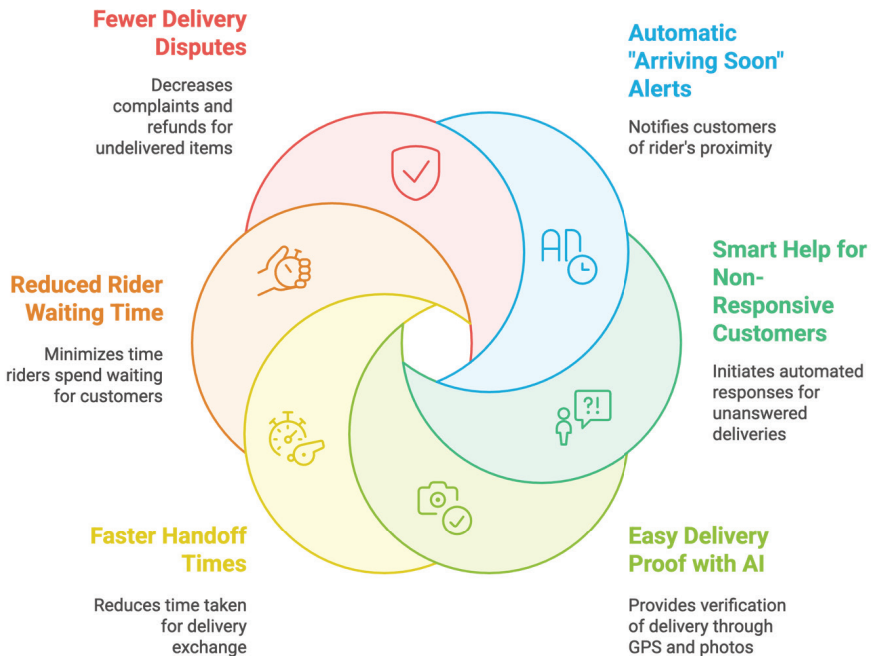 Fewer Delivery
Disputes
Decreases
complaints and
refunds for
undelivered items
Automatic
"Arriving Soon"
Alerts
Notifies customers
of rider's proximity
Smart Help for
Non-
Responsive
Customers
Initiates automated
responses for
unanswered
deliveries
Easy Delivery
Proof with AI
Provides verification
of delivery through
GPS and photos
Faster Handoff
Times
Reduces time taken
for delivery
exchange
Reduced Rider
Waiting Time
Minimizes time
riders spend waiting
for customers
?!